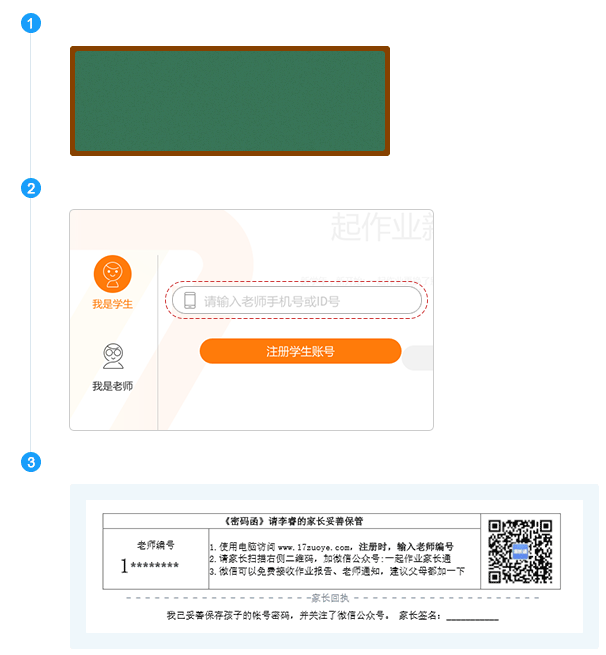 1
2
起作业新
我是学生
请输入老师手机号或ID号
注册学生账号
我是老师
3
《密码函》请李睿的家长妥善保管
老师编号
1********
1.使用电脑访问 www.17zuoye.com，注册时，输入老师编号
2.请家长扫描右侧二维码，加微信公众号：一起作业家长通
3.微信可以免费接收作业报告、老师通知，建议父母都加一下
家长回执
我已妥善保存孩子的帐号密码，并关注了微信公众号。 家长签名：__________